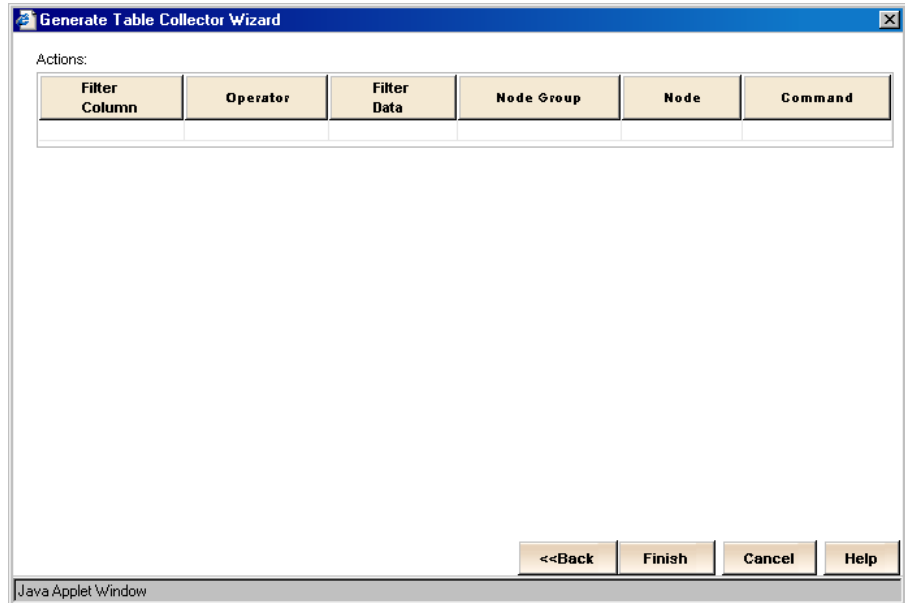 Generate Table Collector Wizard
Actions:
Filter Column Operator Filter Data Node Group Node Command
<<Back Finish Cancel Help
Java Applet Window